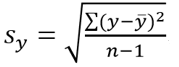 s_y = √(∑(y−ȳ)²/(n−1))